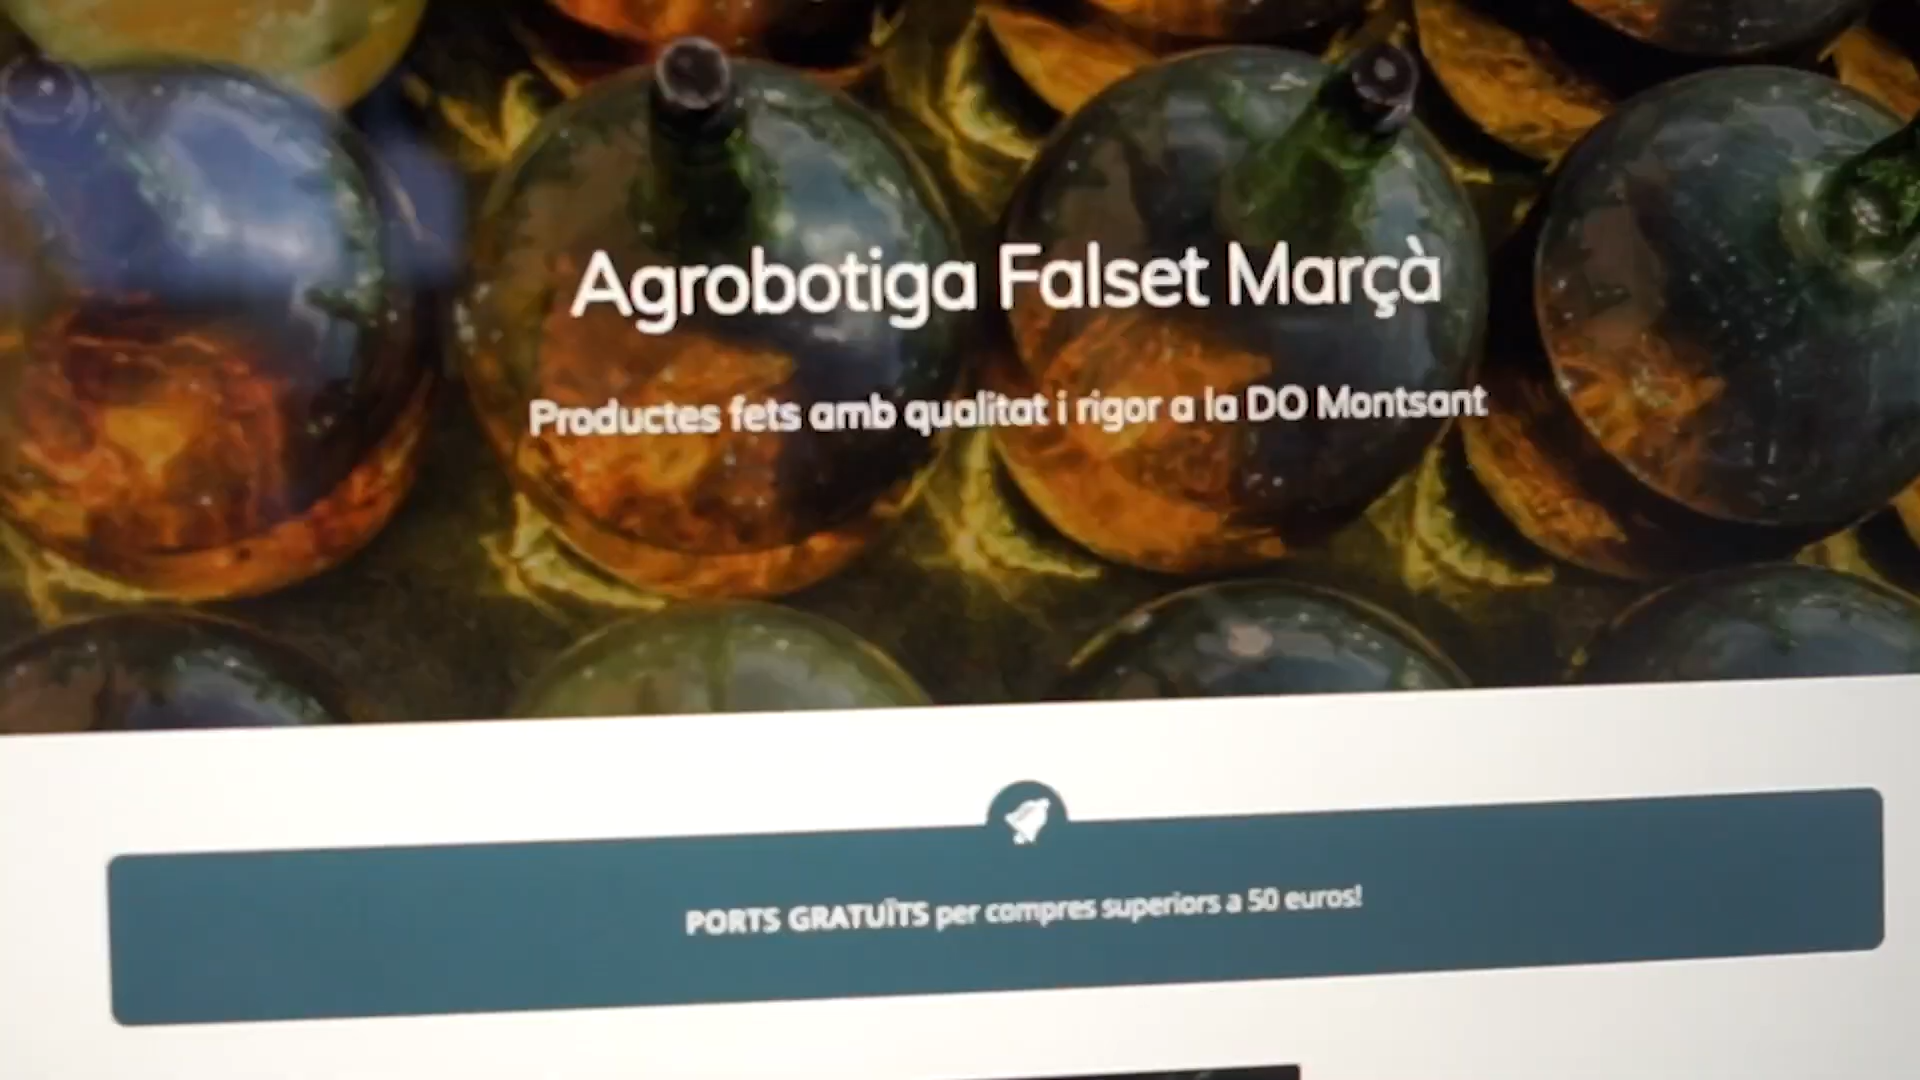 Agrobotiga Falset Marçà
Productes fets amb qualitat i rigor a la DO Montsant
PORTS GRATUÏTS per compres superiors a 50 euros!